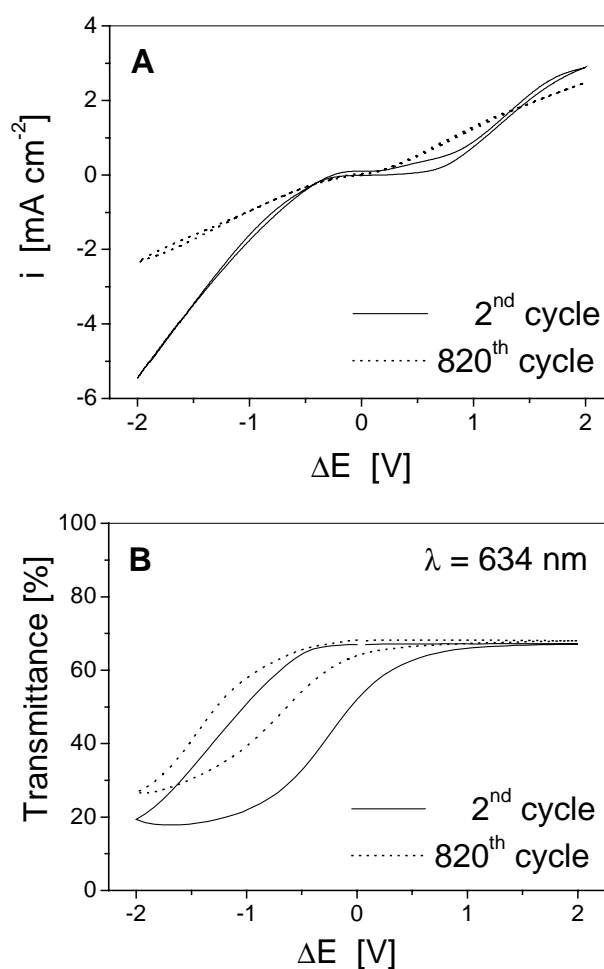 A
4
2
0
-2
-4
-6
i [mA cm-2]
2nd cycle
820th cycle
-2 -1 0 1 2
ΔE [V]
B
λ = 634 nm
100
80
60
40
20
0
Transmittance [%]
2nd cycle
820th cycle
-2 -1 0 1 2
ΔE [V]